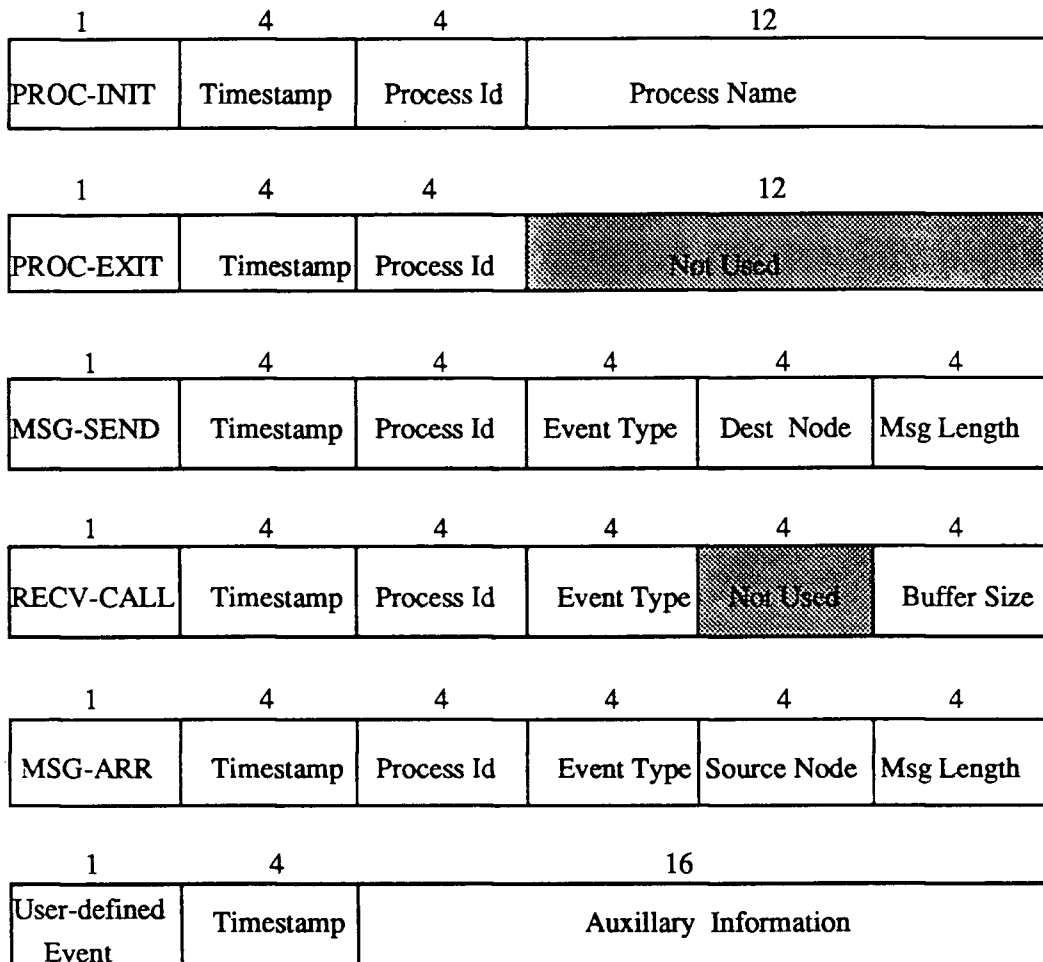 1 4 4 12
PROC-INIT Timestamp Process Id Process Name
1 4 4 12
PROC-EXIT Timestamp Process Id Not Used
1 4 4 4 4 4
MSG-SEND Timestamp Process Id Event Type Dest Node Msg Length
1 4 4 4 4 4
RECV-CALL Timestamp Process Id Event Type Not Used Buffer Size
1 4 4 4 4 4
MSG-ARR Timestamp Process Id Event Type Source Node Msg Length
1 4 16
User-defined
Event Timestamp Auxillary Information